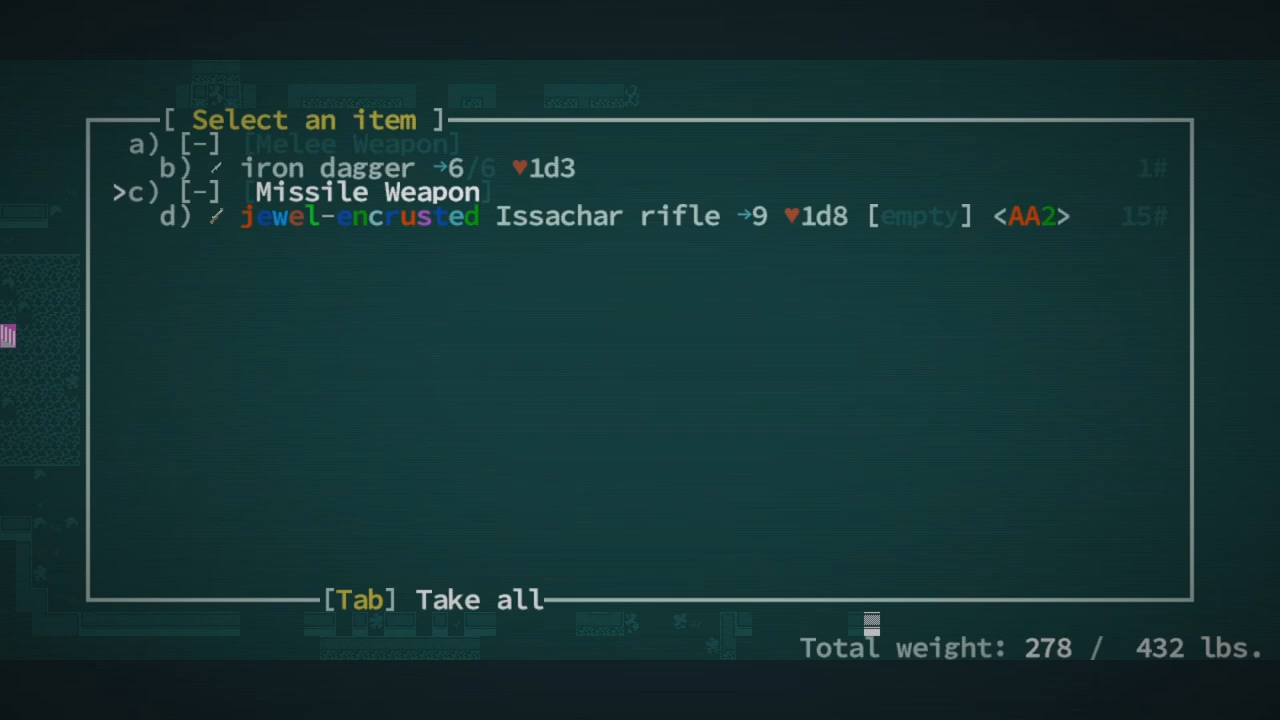 [ Select an item ]
a) [-] [Melee Weapon]
b) iron dagger →6/6 ♥1d3 1#
>c) [-] [Missile Weapon]
d) jewel-encrusted Issachar rifle →9 ♥1d8 [empty] <AA2> 15#
[Tab] Take all
Total weight: 278 / 432 lbs.